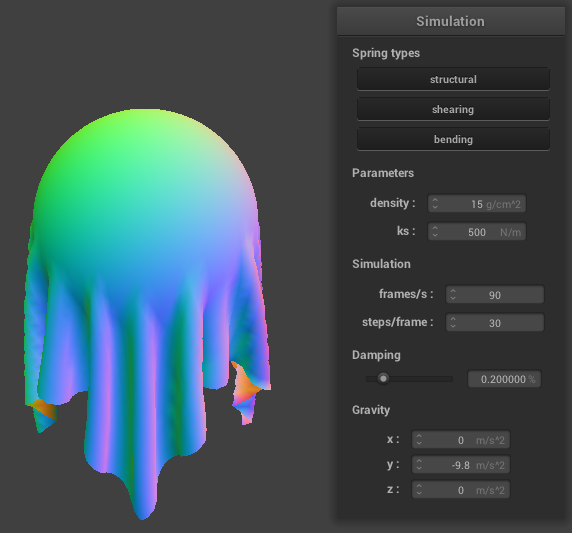 Simulation
Spring types
structural
shearing
bending
Parameters
density : 15 g/cm^2
ks : 500 N/m
Simulation
frames/s : 90
steps/frame : 30
Damping
0.200000 %
Gravity
x : 0 m/s^2
y : -9.8 m/s^2
z : 0 m/s^2